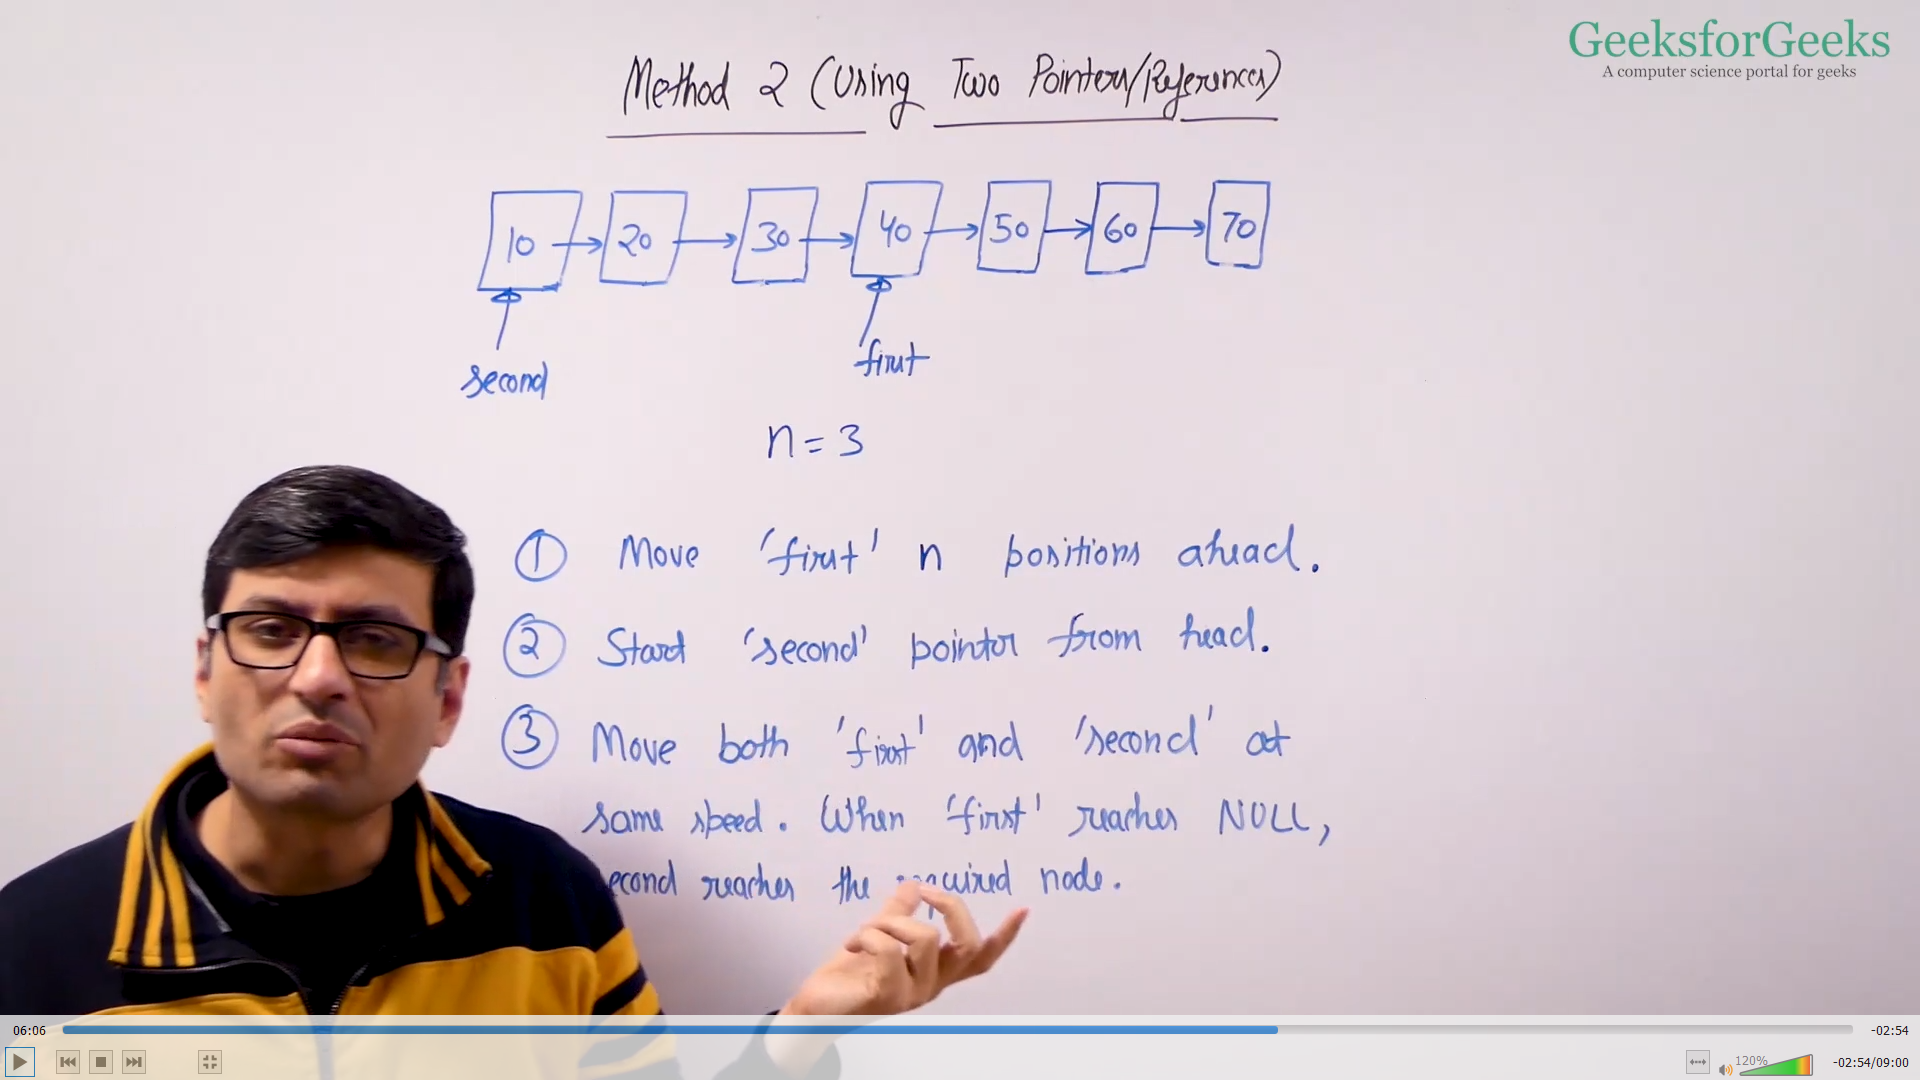 GeeksforGeeks
A computer science portal for geeks
Method 2 (Using Two Pointers/References)
10 20 30 40 50 60 70
second first
n = 3
① Move 'first' n positions ahead.
② Start 'second' pointer from head.
③ Move both 'first' and 'second' at
same speed. When 'first' reaches NULL,
econd reaches the required node.
06:06 -02:54
120% -02:54/09:00